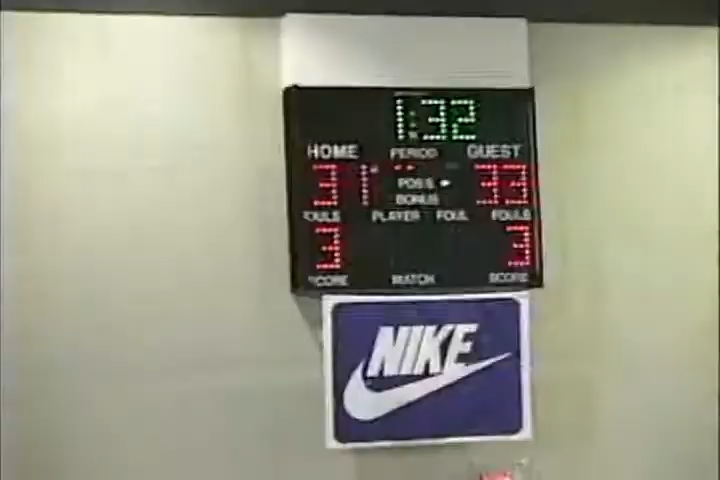 1:32
HOME PERIOD GUEST
31 POSS 33
BONUS
FOULS PLAYER FOUL FOULS
3 3
SCORE MATCH SCORE
NIKE